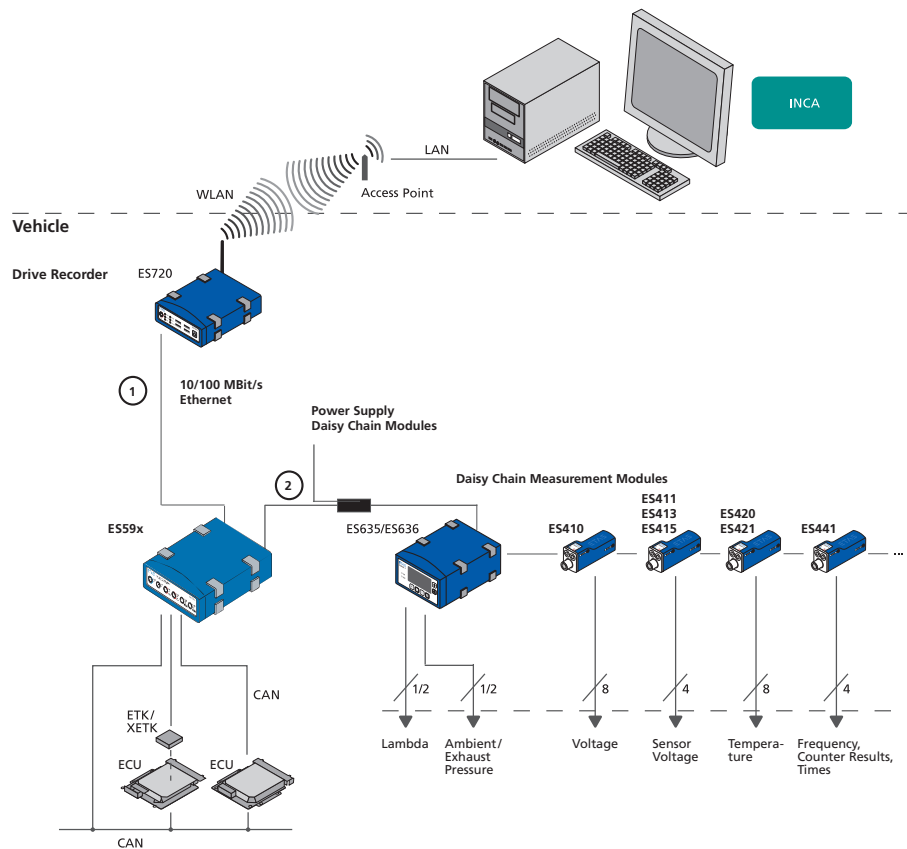 INCA
LAN
Access Point
WLAN
Vehicle
Drive Recorder
ES720
1
10/100 MBit/s
Ethernet
Power Supply
Daisy Chain Modules
2
Daisy Chain Measurement Modules
ES59x
ES635/ES636
ES410
ES411
ES413
ES415
ES420
ES421
ES441
...
1/2
1/2
8
4
8
4
CAN
ETK/
XETK
ECU
ECU
CAN
Lambda
Ambient/
Exhaust
Pressure
Voltage
Sensor
Voltage
Tempera-
ture
Frequency,
Counter Results,
Times